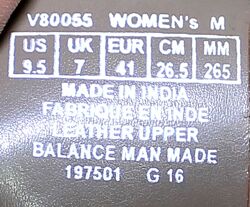 V80055 WOMEN'S M
US UK EUR CM MM
9.5 7 41 26.5 265
MADE IN INDIA
FABRIQUE EN INDE
LEATHER UPPER
BALANCE MAN MADE
197501 G 16